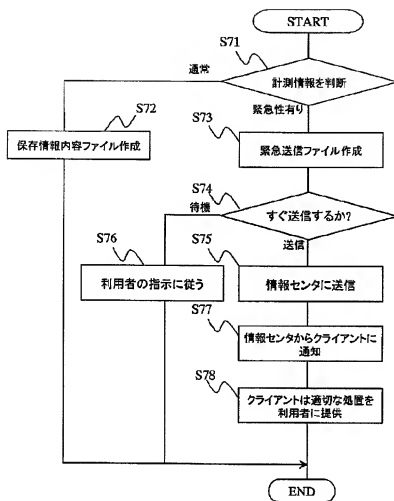 START
S71
通常
計測情報を判断
緊急性有り
S72
保存情報内容ファイル作成
S73
緊急送信ファイル作成
S74
待機
すぐ送信するか?
送信
S76
利用者の指示に従う
S75
情報センタに送信
S77
情報センタからクライアントに
通知
S78
クライアントは適切な処置を
利用者に提供
END